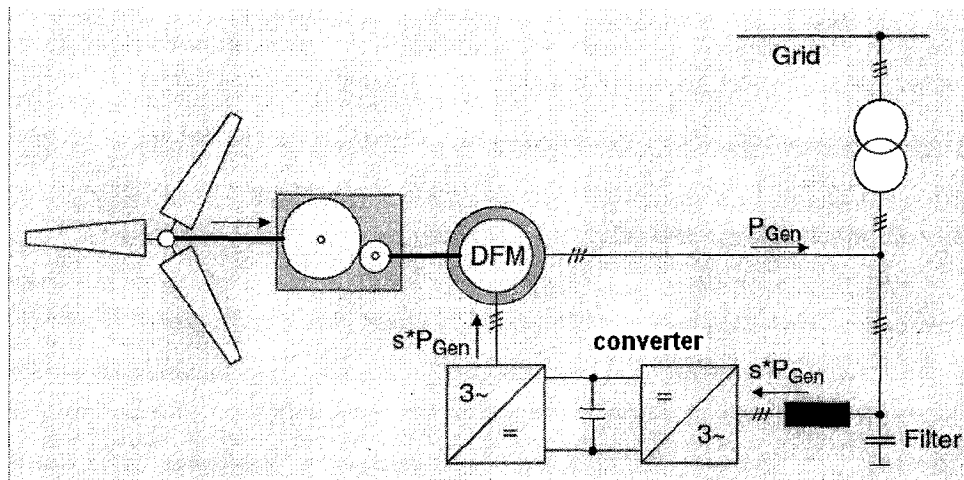 Grid
P_Gen
DFM
s*P_Gen
converter
s*P_Gen
3~
=
=
3~
Filter